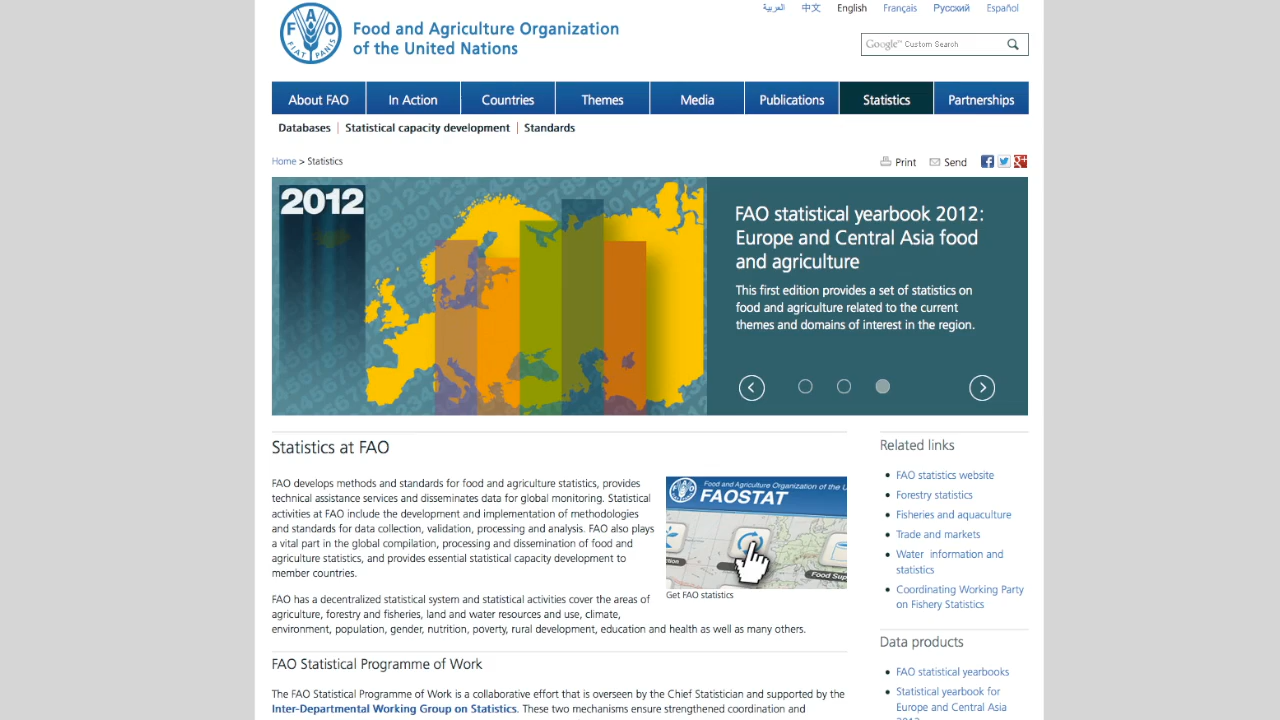 Food and Agriculture Organization
of the United Nations
العربية 中文 English Français Русский Español
Google™ Custom Search
About FAO In Action Countries Themes Media Publications Statistics Partnerships
Databases | Statistical capacity development | Standards
Home > Statistics
Print Send
2012
FAO statistical yearbook 2012:
Europe and Central Asia food
and agriculture
This first edition provides a set of statistics on
food and agriculture related to the current
themes and domains of interest in the region.
Statistics at FAO
FAO develops methods and standards for food and agriculture statistics, provides
technical assistance services and disseminates data for global monitoring. Statistical
activities at FAO include the development and implementation of methodologies
and standards for data collection, validation, processing and analysis. FAO also plays
a vital part in the global compilation, processing and dissemination of food and
agriculture statistics, and provides essential statistical capacity development to
member countries.
Food and Agriculture Organization of the U
FAOSTAT
Food Sup
Get FAO statistics
FAO has a decentralized statistical system and statistical activities cover the areas of
agriculture, forestry and fisheries, land and water resources and use, climate,
environment, population, gender, nutrition, poverty, rural development, education and health as well as many others.
FAO Statistical Programme of Work
The FAO Statistical Programme of Work is a collaborative effort that is overseen by the Chief Statistician and supported by the
Inter-Departmental Working Group on Statistics. These two mechanisms ensure strengthened coordination and
Related links
FAO statistics website
Forestry statistics
Fisheries and aquaculture
Trade and markets
Water information and
statistics
Coordinating Working Party
on Fishery Statistics
Data products
FAO statistical yearbooks
Statistical yearbook for
Europe and Central Asia
2012